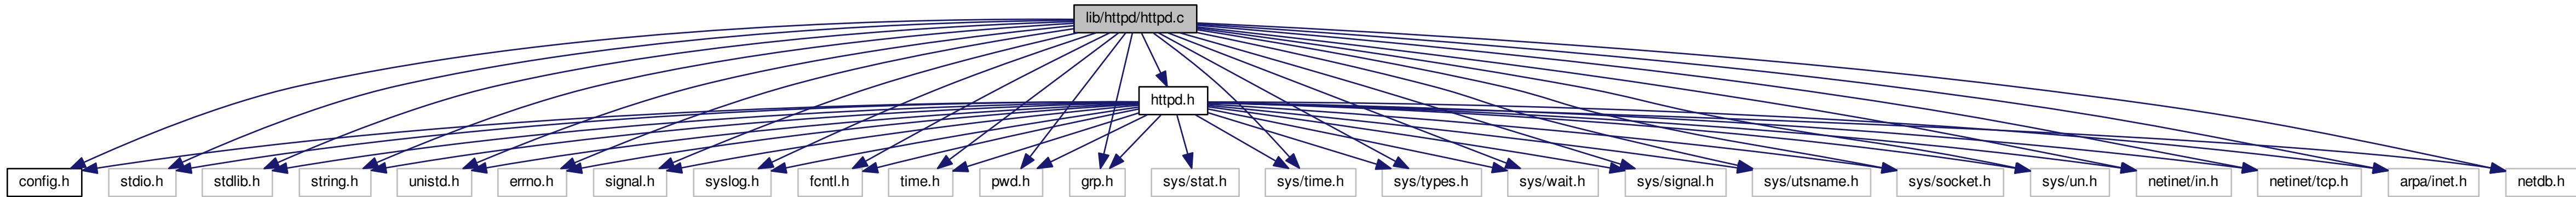 lib/httpd/httpd.c
httpd.h
config.h
stdio.h
stdlib.h
string.h
unistd.h
errno.h
signal.h
syslog.h
fcntl.h
time.h
pwd.h
grp.h
sys/stat.h
sys/time.h
sys/types.h
sys/wait.h
sys/signal.h
sys/utsname.h
sys/socket.h
sys/un.h
netinet/in.h
netinet/tcp.h
arpa/inet.h
netdb.h